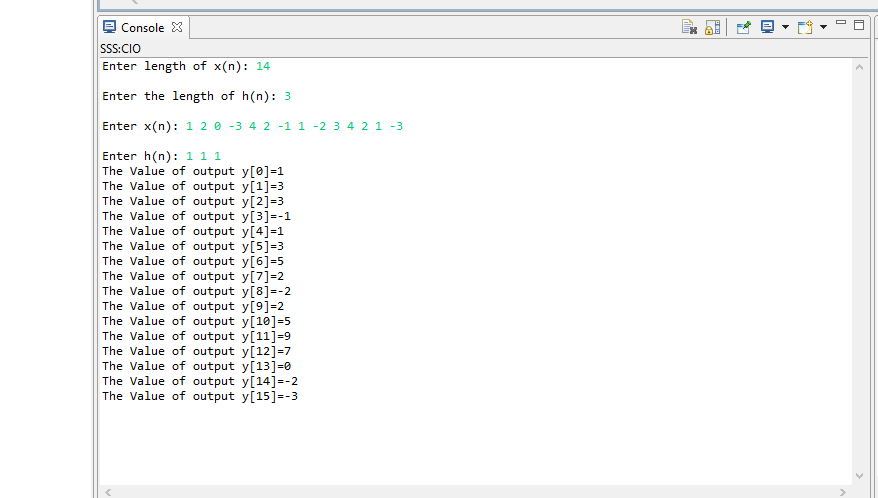 Console
SSS:CIO
Enter length of x(n): 14
Enter the length of h(n): 3
Enter x(n): 1 2 0 -3 4 2 -1 1 -2 3 4 2 1 -3
Enter h(n): 1 1 1
The Value of output y[0]=1
The Value of output y[1]=3
The Value of output y[2]=3
The Value of output y[3]=-1
The Value of output y[4]=1
The Value of output y[5]=3
The Value of output y[6]=5
The Value of output y[7]=2
The Value of output y[8]=-2
The Value of output y[9]=2
The Value of output y[10]=5
The Value of output y[11]=9
The Value of output y[12]=7
The Value of output y[13]=0
The Value of output y[14]=-2
The Value of output y[15]=-3